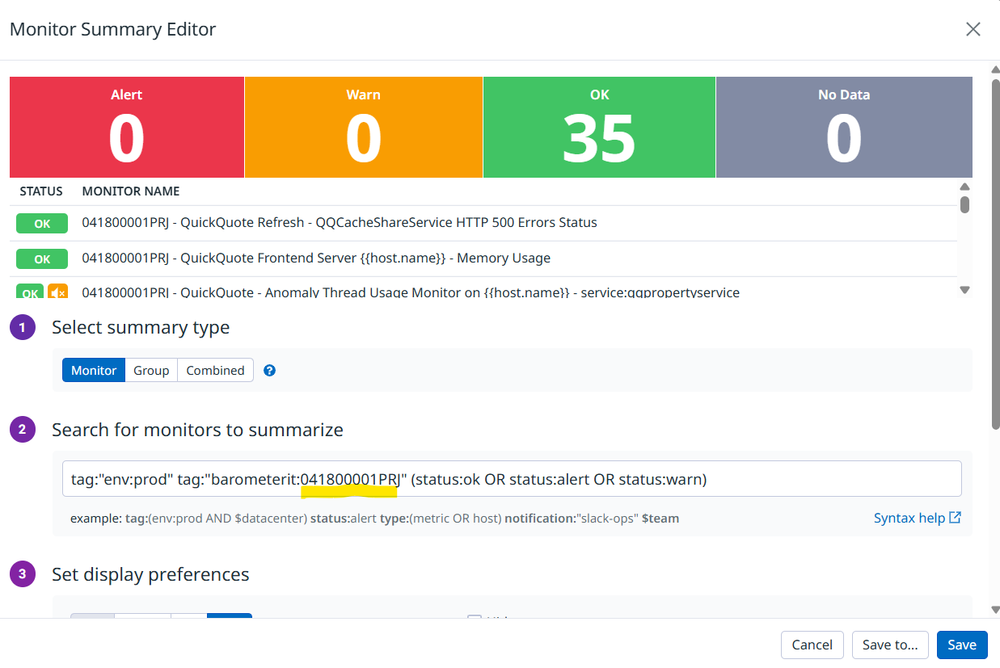 Monitor Summary Editor
Alert Warn OK No Data
0 0 35 0
STATUS MONITOR NAME
OK 041800001PRJ - QuickQuote Refresh - QQCacheShareService HTTP 500 Errors Status
OK 041800001PRJ - QuickQuote Frontend Server {{host.name}} - Memory Usage
OK 041800001PRJ - QuickQuote - Anomaly Thread Usage Monitor on {{host.name}} - service:qqpropertyservice
1 Select summary type
Monitor Group Combined ?
2 Search for monitors to summarize
tag:"env:prod" tag:"barometerit:041800001PRJ" (status:ok OR status:alert OR status:warn)
example: tag:(env:prod AND $datacenter) status:alert type:(metric OR host) notification:"slack-ops" $team Syntax help
3 Set display preferences
Cancel Save to... Save